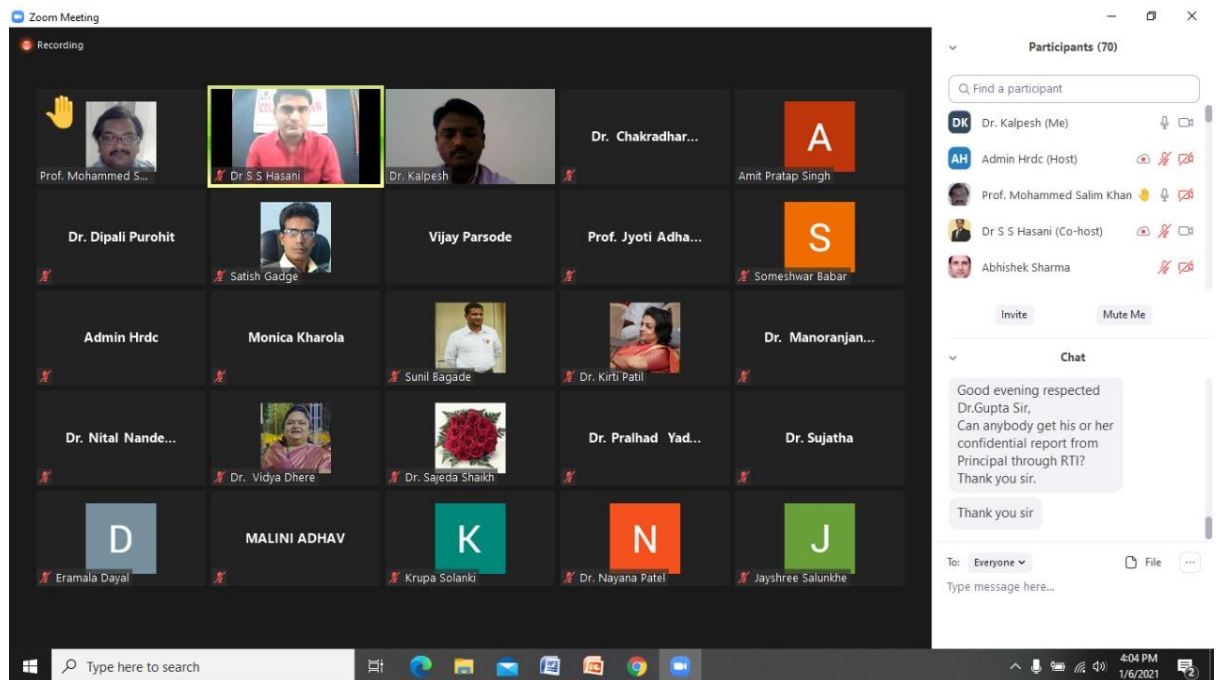 Zoom Meeting
Recording
Prof. Mohammed S...
Dr S S Hasani
Dr. Kalpesh
Dr. Chakradhar...
A
Amit Pratap Singh
Dr. Dipali Purohit
Satish Gadge
Vijay Parsode
Prof. Jyoti Adha...
S
Someshwar Babar
Admin Hrdc
Monica Kharola
Sunil Bagade
Dr. Kirti Patil
Dr. Manoranjan...
Dr. Nital Nande...
Dr. Vidya Dhere
Dr. Sajeda Shaikh
Dr. Pralhad Yad...
Dr. Sujatha
D
Eramala Dayal
MALINI ADHAV
K
Krupa Solanki
N
Dr. Nayana Patel
J
Jayshree Salunkhe
Participants (70)
Find a participant
DK Dr. Kalpesh (Me)
AH Admin Hrdc (Host)
Prof. Mohammed Salim Khan
Dr S S Hasani (Co-host)
Abhishek Sharma
Invite
Mute Me
Chat
Good evening respected
Dr.Gupta Sir,
Can anybody get his or her
confidential report from
Principal through RTI?
Thank you sir.
Thank you sir
To: Everyone
File
Type message here...
Type here to search
4:04 PM
1/6/2021
2